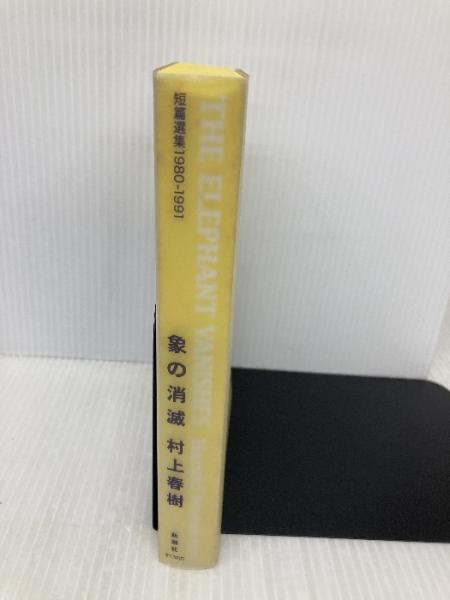 短篇選集1980-1991
THE ELEPHANT VANISHES
象の消滅 村上春樹
新潮社